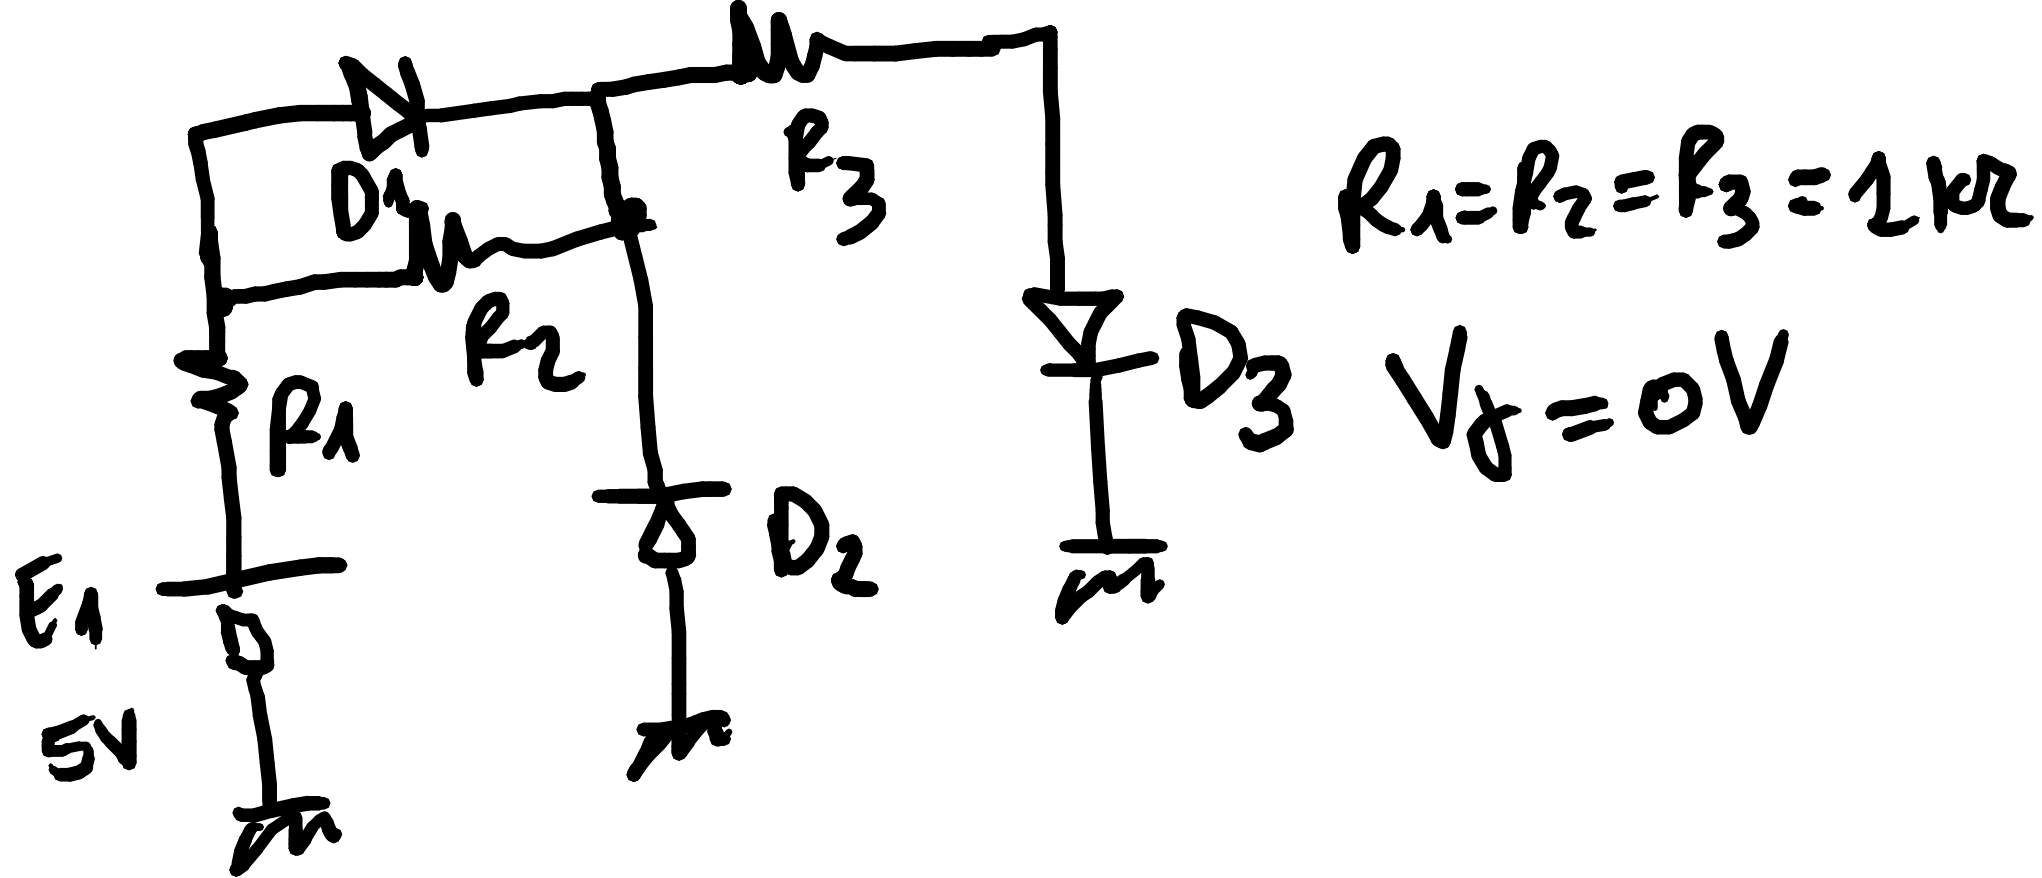 D1
R3
R1=R2=R3=1kΩ
R2
R1
D3
Vγ=0V
D2
E1
5V